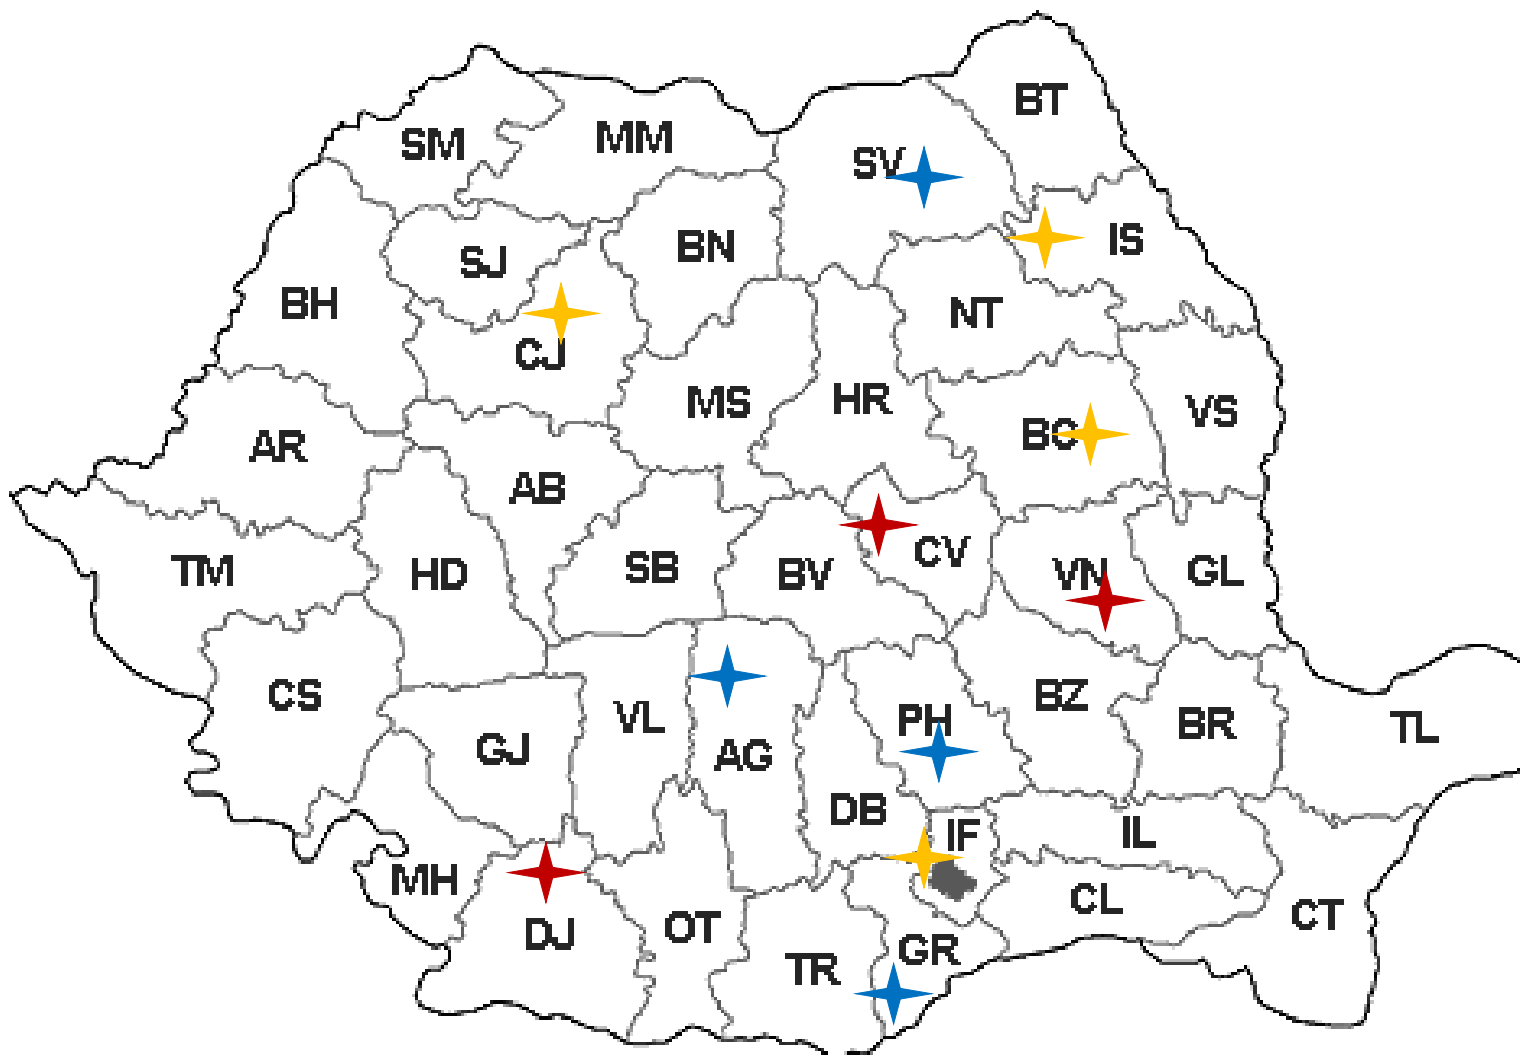 BT
SM
MM
SV
IS
BN
SJ
BH
NT
CJ
MS
HR
VS
BC
AR
AB
CV
TM
HD
SB
BV
VN
GL
CS
VL
PH
BZ
BR
TL
GJ
AG
DB
IF
IL
MH
CL
CT
DJ
OT
GR
TR